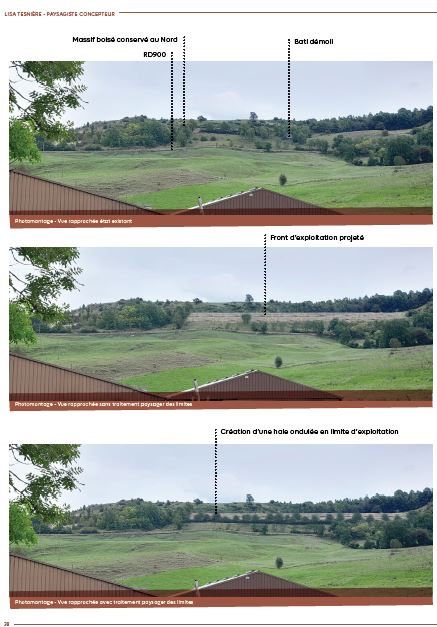 LISA TESNIÈRE - PAYSAGISTE CONCEPTEUR
Massif boisé conservé au Nord
Bati démoli
RD900
Photomontage - Vue rapprochée état existant
Front d'exploitation projeté
Photomontage - Vue rapprochée sans traitement paysager des limites
Création d'une haie ondulée en limite d'exploitation
Photomontage - Vue rapprochée avec traitement paysager des limites
38